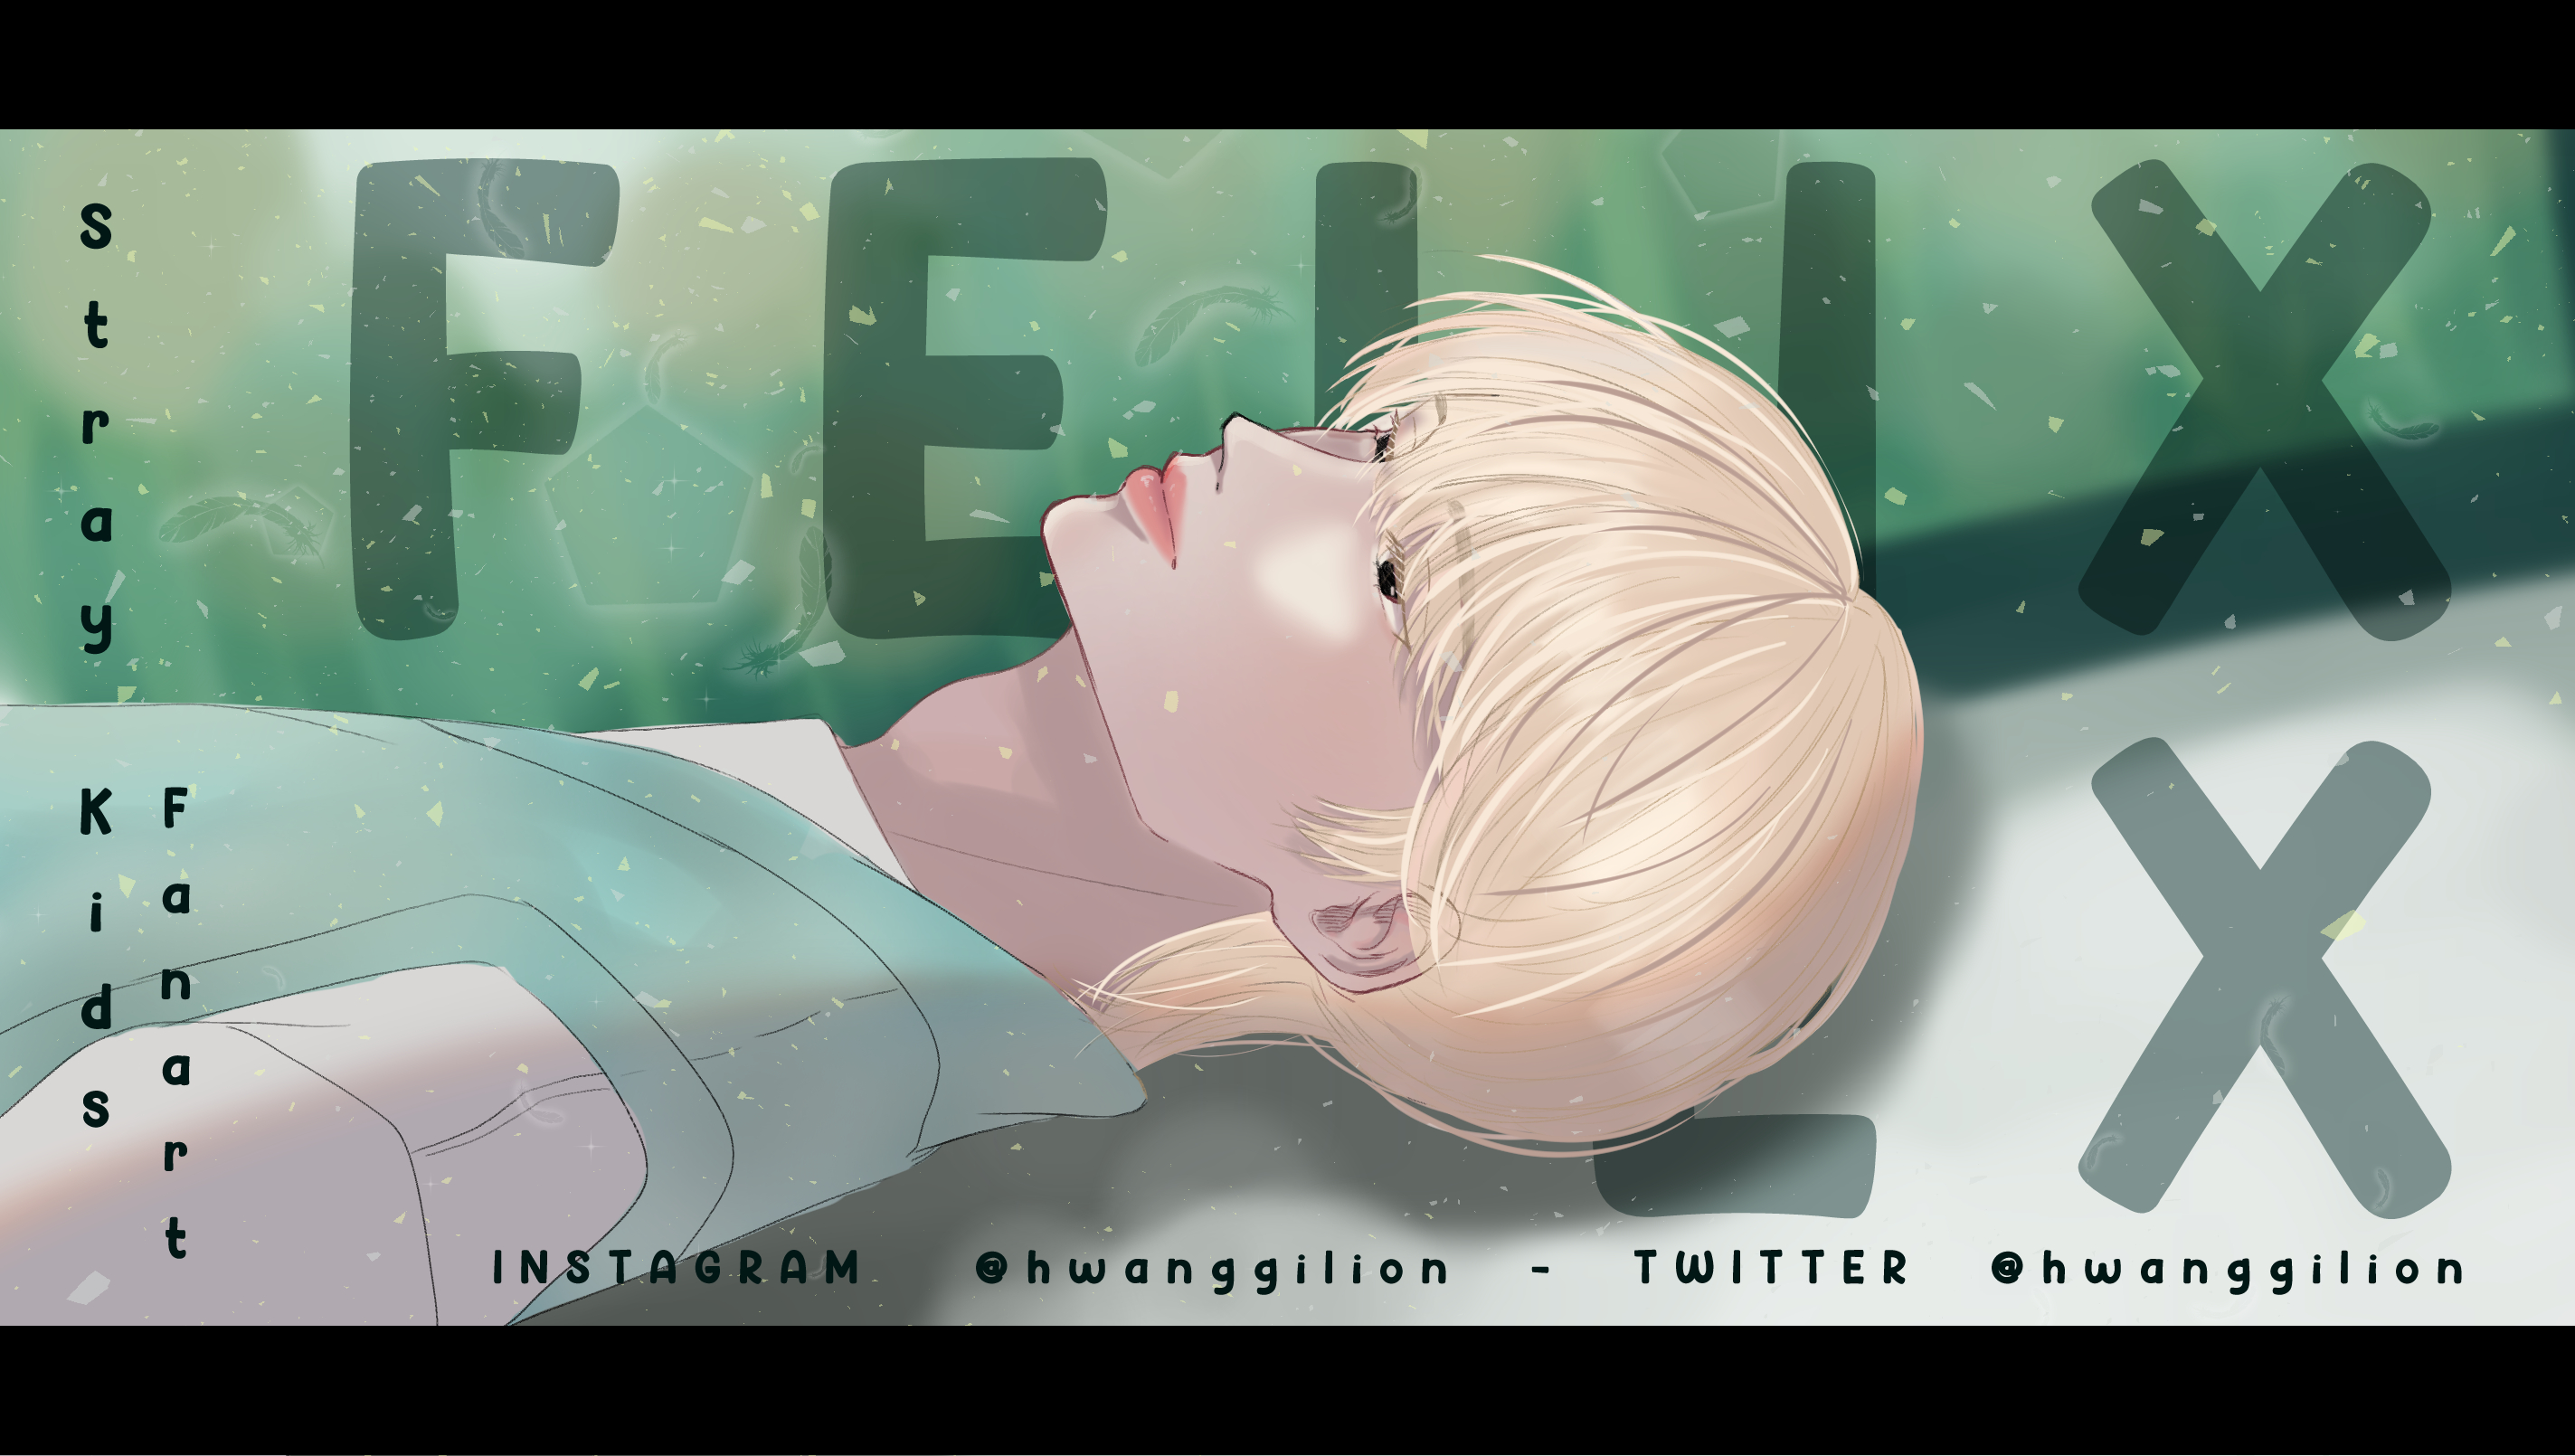 Stray
Kids
Fanart
FELIX
X
INSTAGRAM @hwanggilion - TWITTER @hwanggilion